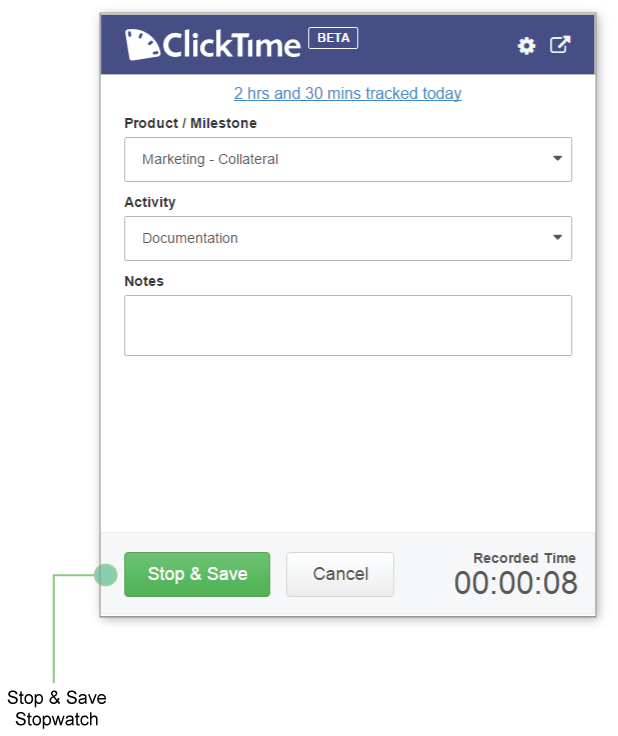 ClickTime BETA
2 hrs and 30 mins tracked today
Product / Milestone
Marketing - Collateral
Activity
Documentation
Notes
Stop & Save
Cancel
Recorded Time
00:00:08
Stop & Save
Stopwatch